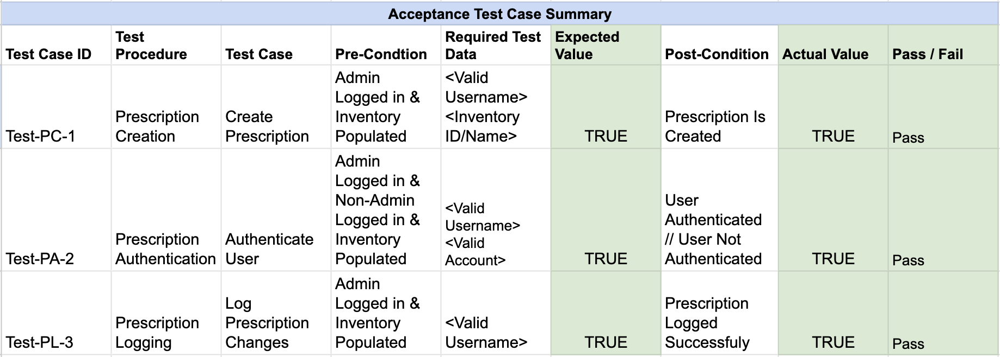 Acceptance Test Case Summary
Test Case ID
Test
Procedure
Test Case
Pre-Condtion
Required Test
Data
Expected
Value
Post-Condition
Actual Value
Pass / Fail
Test-PC-1
Prescription
Creation
Create
Prescription
Admin
Logged in &
Inventory
Populated
<Valid
Username>
<Inventory
ID/Name>
TRUE
Prescription Is
Created
TRUE
Pass
Test-PA-2
Prescription
Authentication
Authenticate
User
Admin
Logged in &
Non-Admin
Logged in &
Inventory
Populated
<Valid
Username>
<Valid
Account>
TRUE
User
Authenticated
// User Not
Authenticated
TRUE
Pass
Test-PL-3
Prescription
Logging
Log
Prescription
Changes
Admin
Logged in &
Inventory
Populated
<Valid
Username>
TRUE
Prescription
Logged
Successfuly
TRUE
Pass